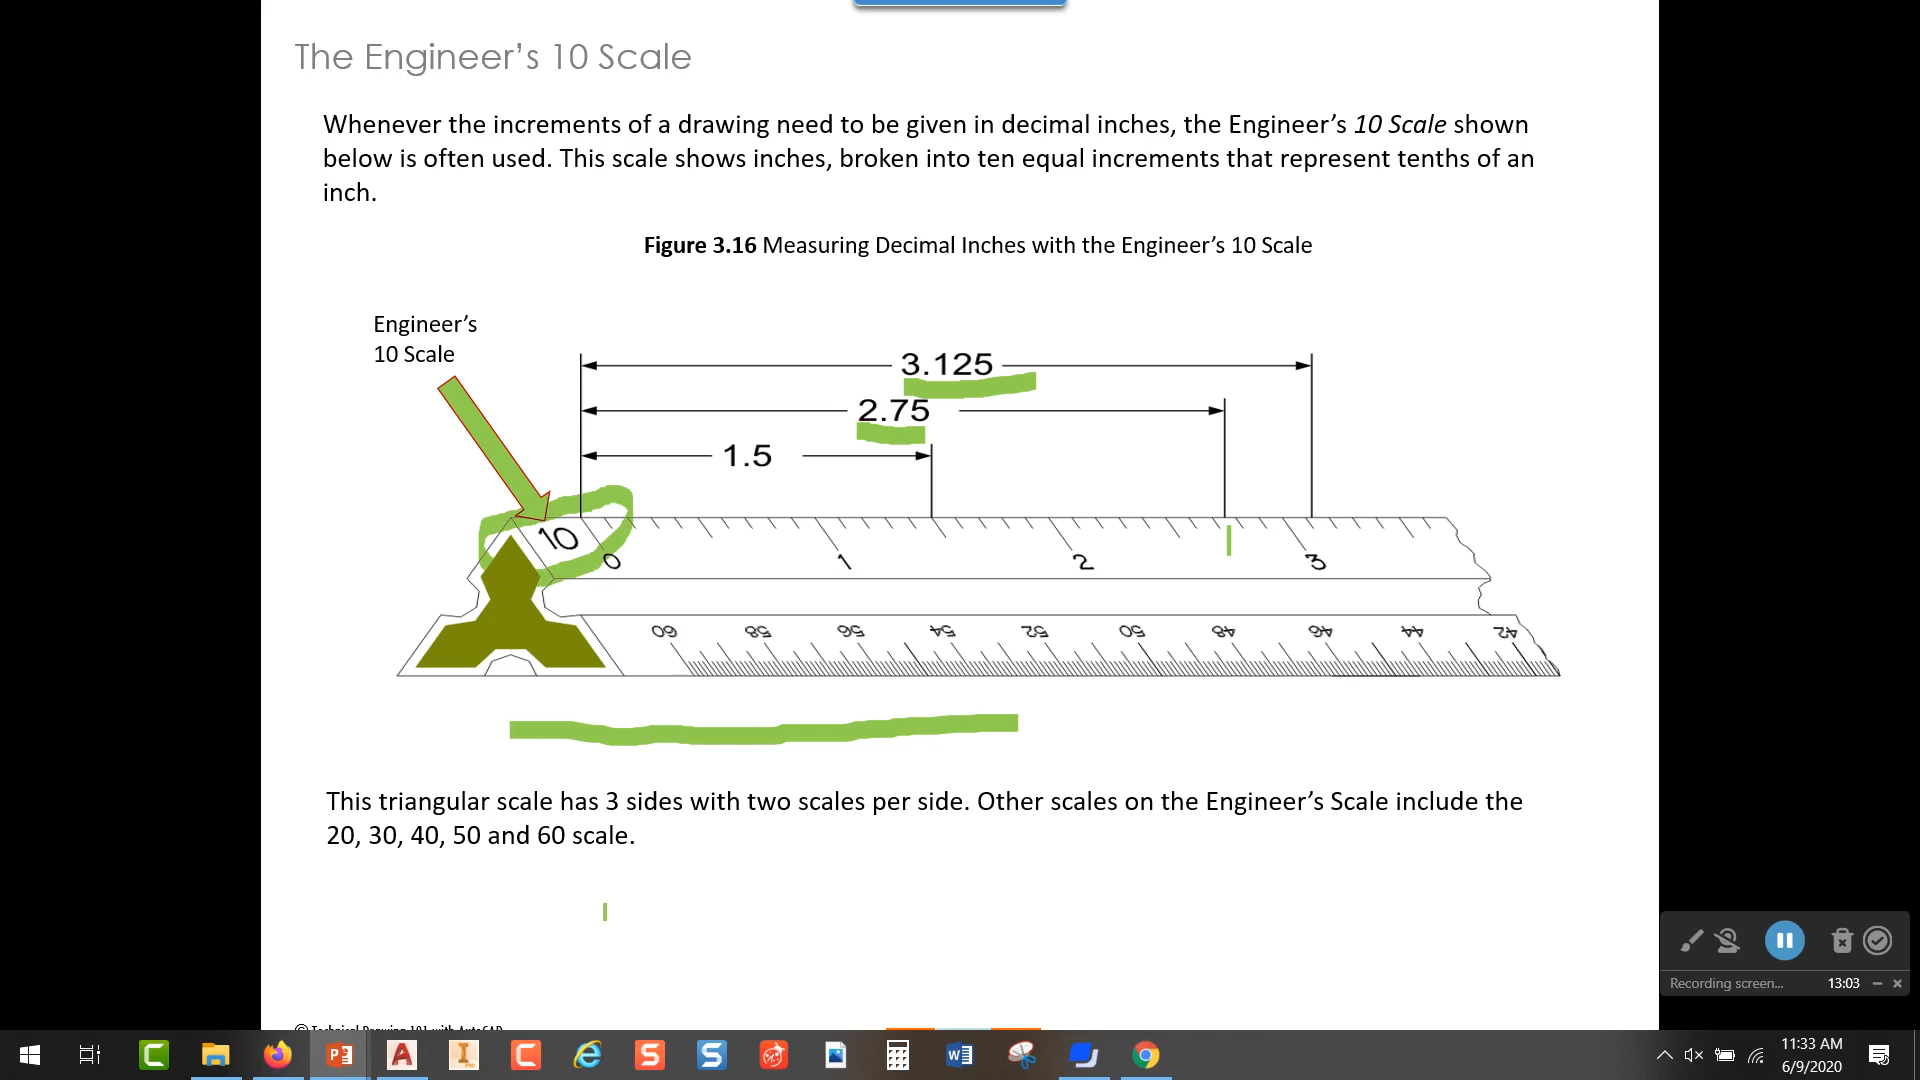 The Engineer’s 10 Scale
Whenever the increments of a drawing need to be given in decimal inches, the Engineer’s 10 Scale shown
below is often used. This scale shows inches, broken into ten equal increments that represent tenths of an
inch.
Figure 3.16 Measuring Decimal Inches with the Engineer’s 10 Scale
Engineer’s
10 Scale
3.125
2.75
1.5
10
0 1 2 3
60 58 56 54 52 50 48 46 44 42
This triangular scale has 3 sides with two scales per side. Other scales on the Engineer’s Scale include the
20, 30, 40, 50 and 60 scale.
Recording screen... 13:03
© Technical Drawing 101 with AutoCAD
11:33 AM
6/9/2020